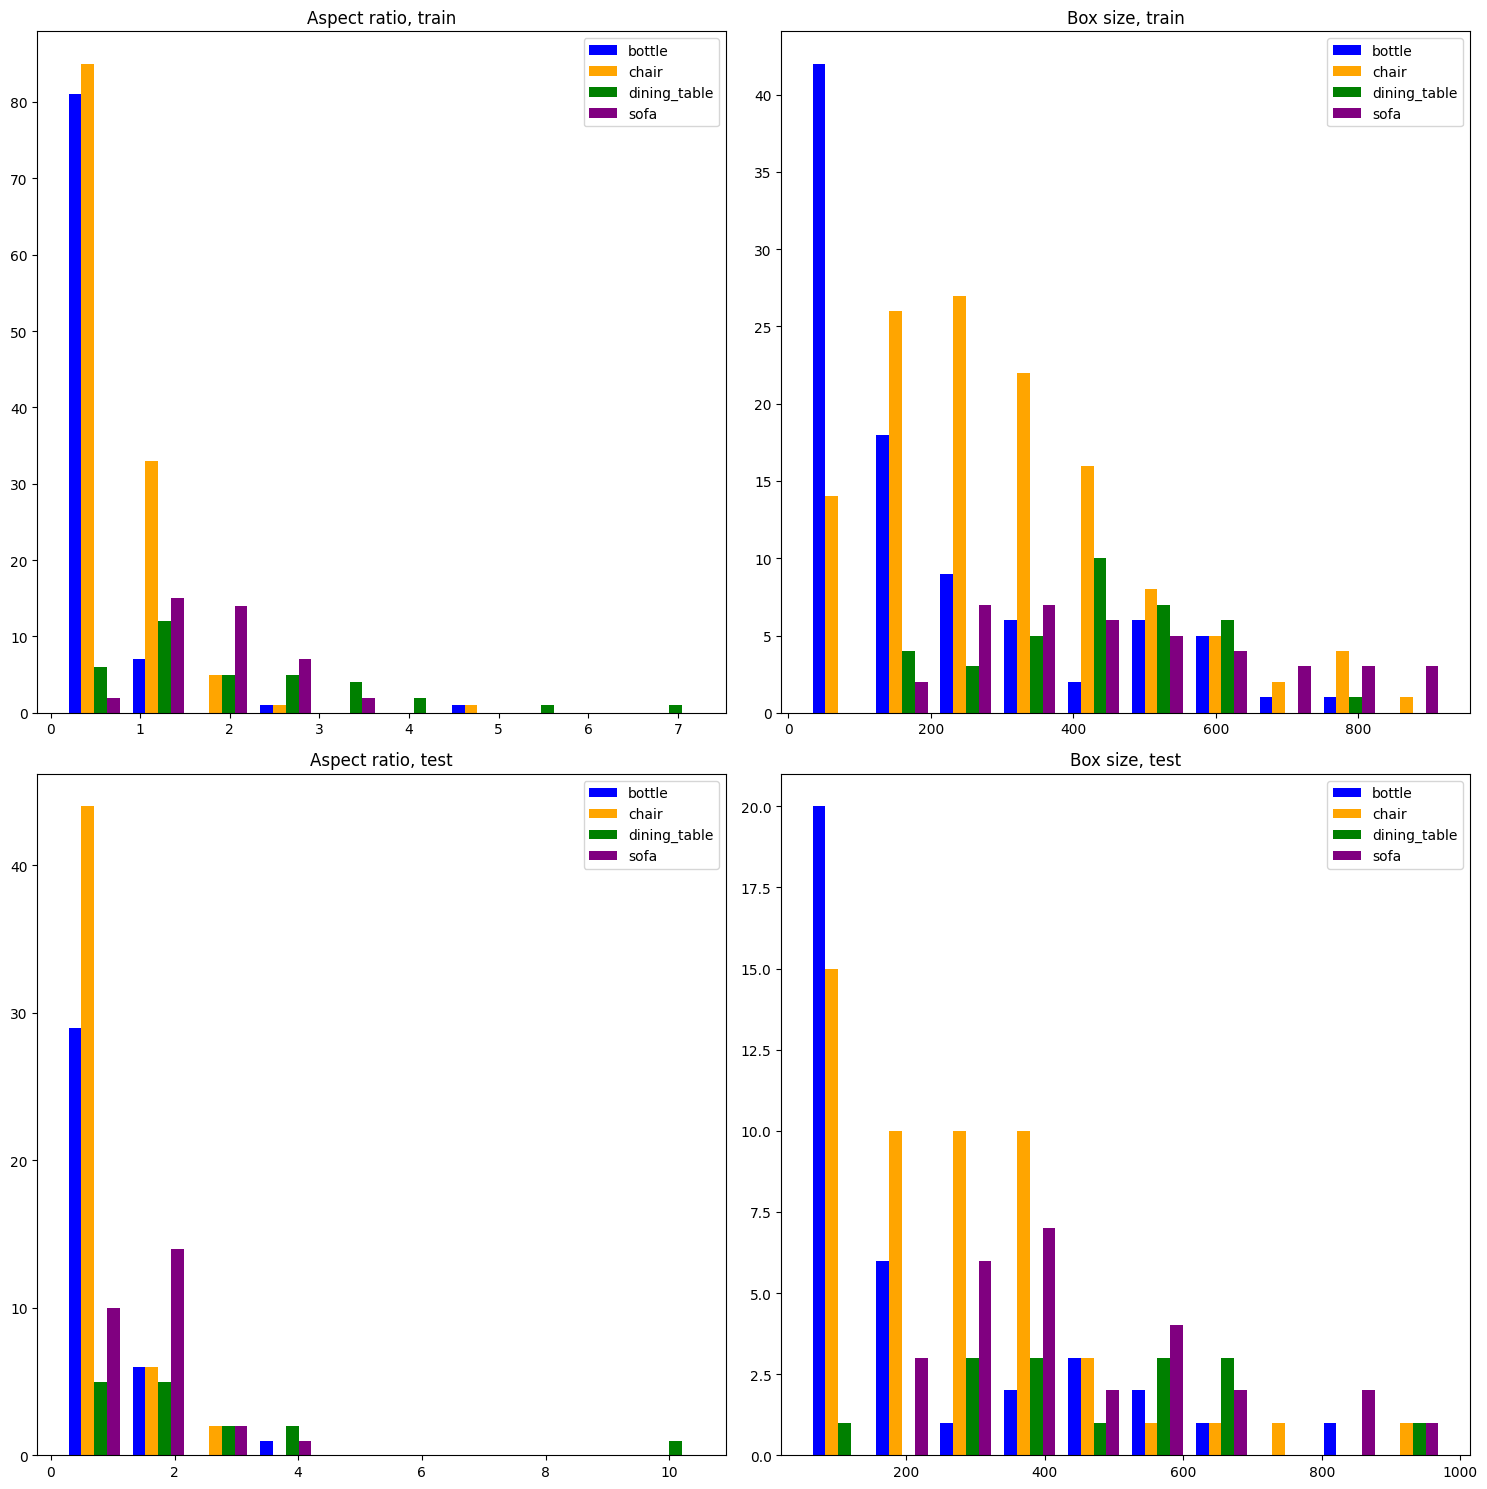 Aspect ratio, train
80
70
60
50
40
30
20
10
0
0 1 2 3 4 5 6 7
bottle
chair
dining_table
sofa
Box size, train
40
35
30
25
20
15
10
5
0
0 200 400 600 800
bottle
chair
dining_table
sofa
Aspect ratio, test
40
30
20
10
0
0 2 4 6 8 10
bottle
chair
dining_table
sofa
Box size, test
20.0
17.5
15.0
12.5
10.0
7.5
5.0
2.5
0.0
200 400 600 800 1000
bottle
chair
dining_table
sofa